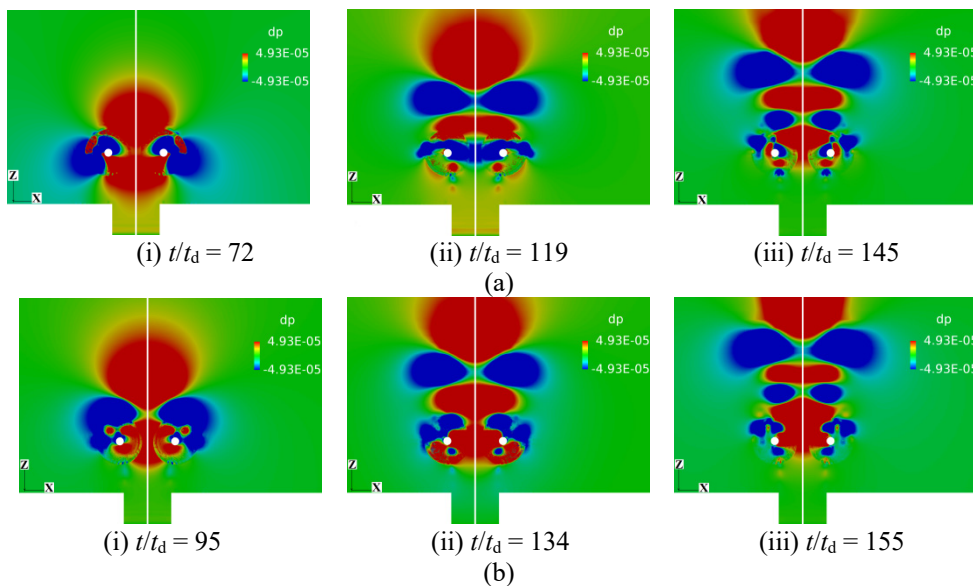 dp
4.93E-05
-4.93E-05
Z
X
dp
4.93E-05
-4.93E-05
Z
X
dp
4.93E-05
-4.93E-05
Z
X
(i) t/td = 72
(ii) t/td = 119
(iii) t/td = 145
(a)
dp
4.93E-05
-4.93E-05
Z
X
dp
4.93E-05
-4.93E-05
Z
X
dp
4.93E-05
-4.93E-05
Z
X
(i) t/td = 95
(ii) t/td = 134
(iii) t/td = 155
(b)